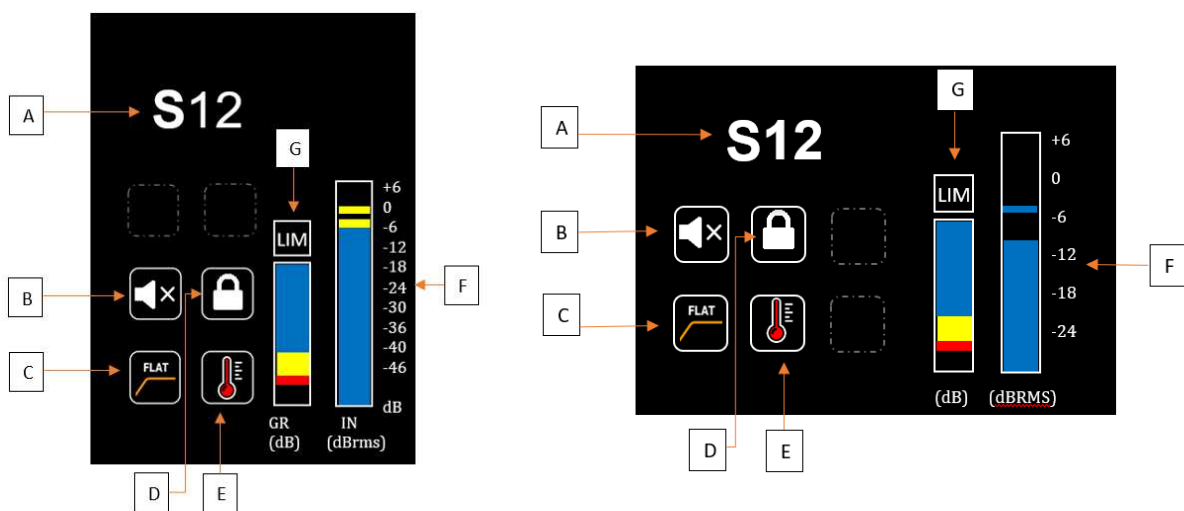 A
S12
G
LIM
+6
0
-6
-12
-18
-24
-30
-36
-40
-46
dB
F
B
C
FLAT
GR
(dB)
IN
(dBrms)
D
E
A
S12
G
LIM
+6
0
-6
-12
-18
-24
F
B
C
FLAT
(dB)
(dBRMS)
D
E